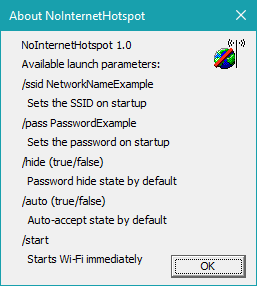 About NoInternetHotspot
NoInternetHotspot 1.0
Available launch parameters:
/ssid NetworkNameExample
Sets the SSID on startup
/pass PasswordExample
Sets the password on startup
/hide (true/false)
Password hide state by default
/auto (true/false)
Auto-accept state by default
/start
Starts Wi-Fi immediately
OK